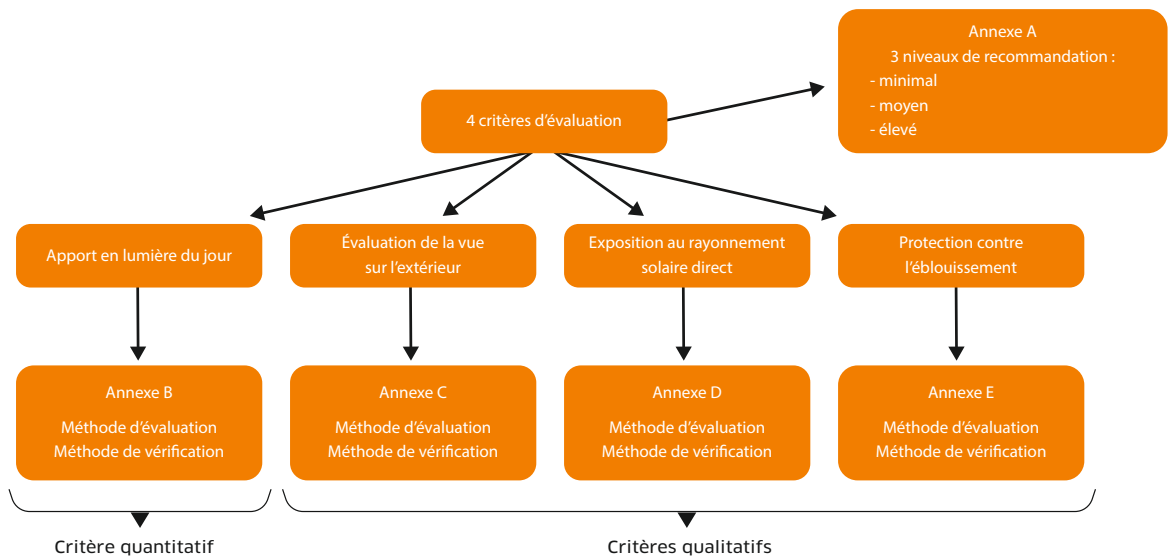 Annexe A
3 niveaux de recommandation :
- minimal
- moyen
- élevé
4 critères d’évaluation
Apport en lumière du jour
Évaluation de la vue
sur l’extérieur
Exposition au rayonnement
solaire direct
Protection contre
l’éblouissement
Annexe B
Méthode d’évaluation
Méthode de vérification
Annexe C
Méthode d’évaluation
Méthode de vérification
Annexe D
Méthode d’évaluation
Méthode de vérification
Annexe E
Méthode d’évaluation
Méthode de vérification
Critère quantitatif
Critères qualitatifs